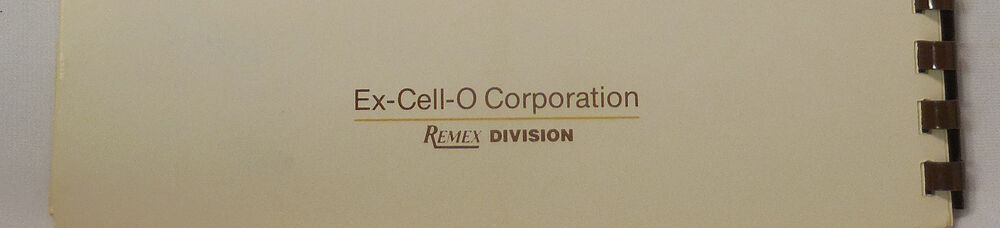 Ex-Cell-O Corporation
REMEX DIVISION